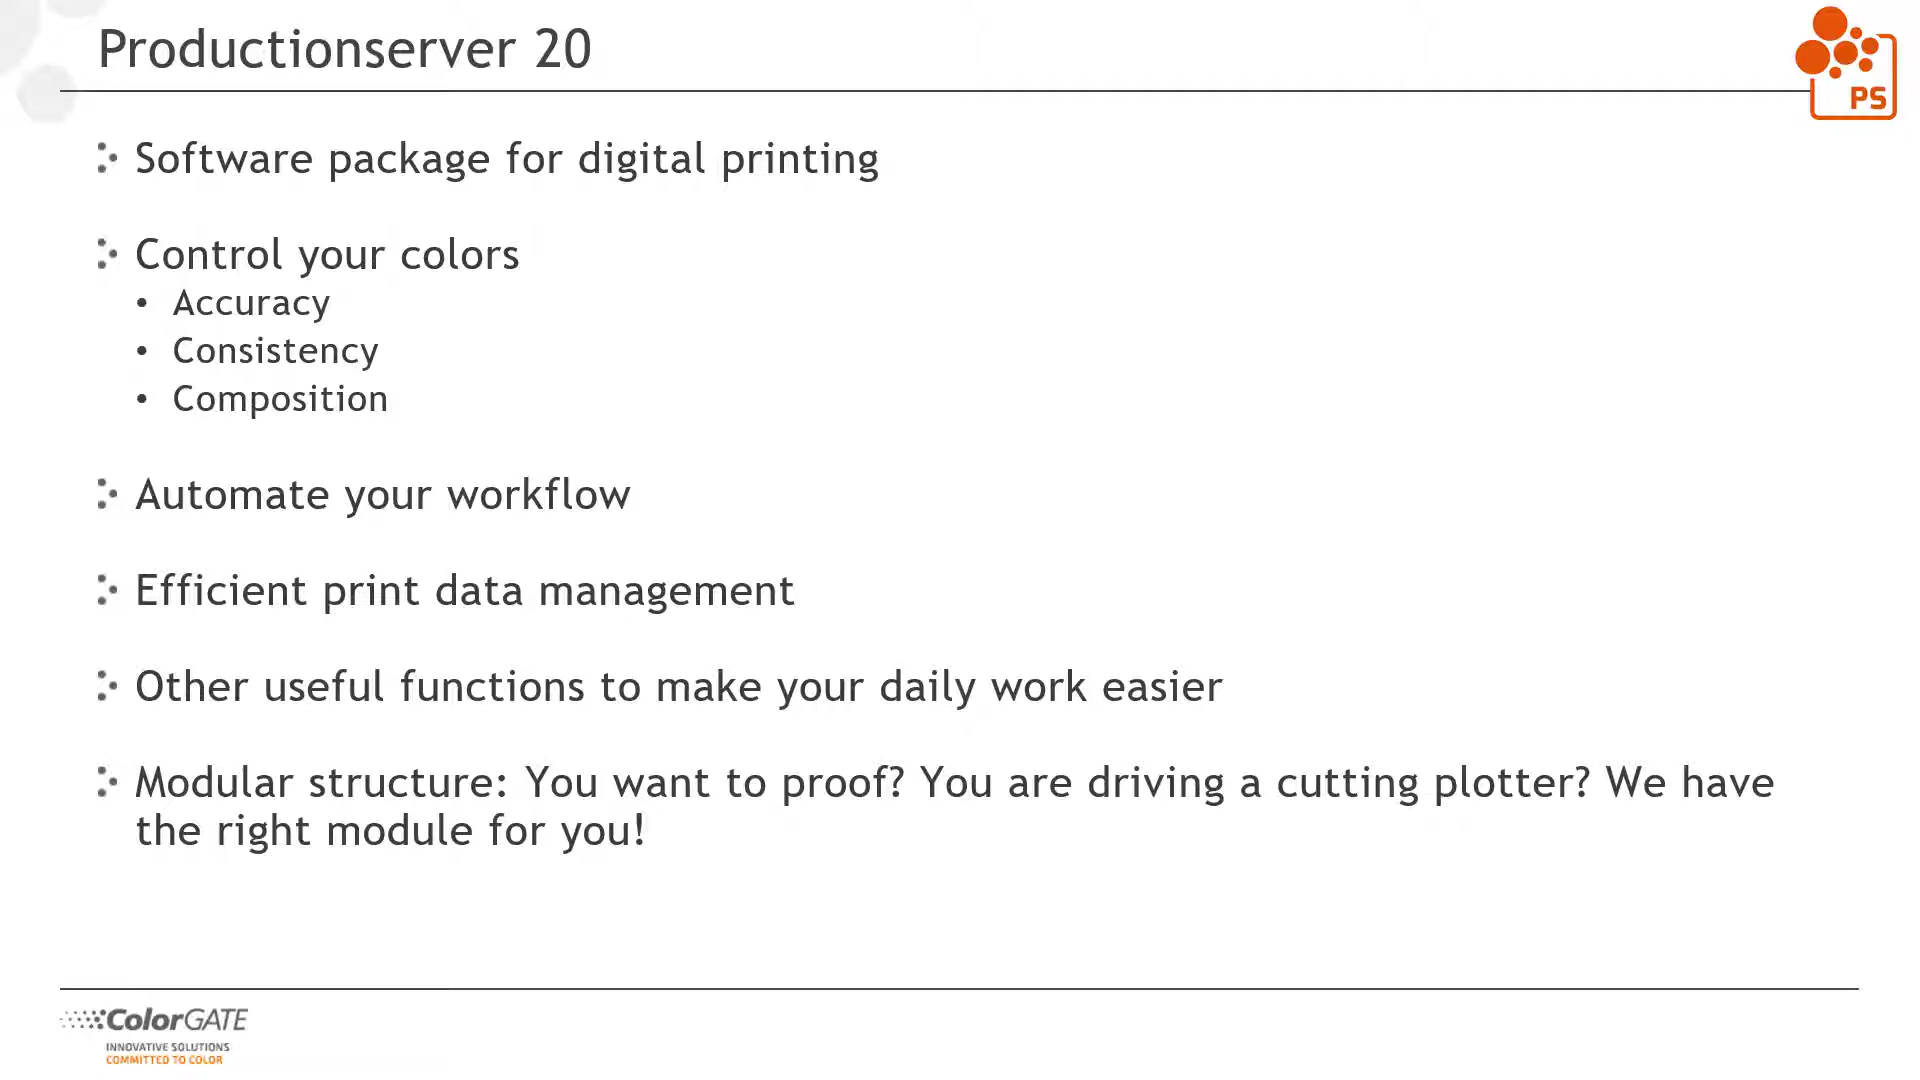 Productionserver 20
PS
Software package for digital printing
Control your colors
• Accuracy
• Consistency
• Composition
Automate your workflow
Efficient print data management
Other useful functions to make your daily work easier
Modular structure: You want to proof? You are driving a cutting plotter? We have
the right module for you!
ColorGATE
INNOVATIVE SOLUTIONS
COMMITTED TO COLOR